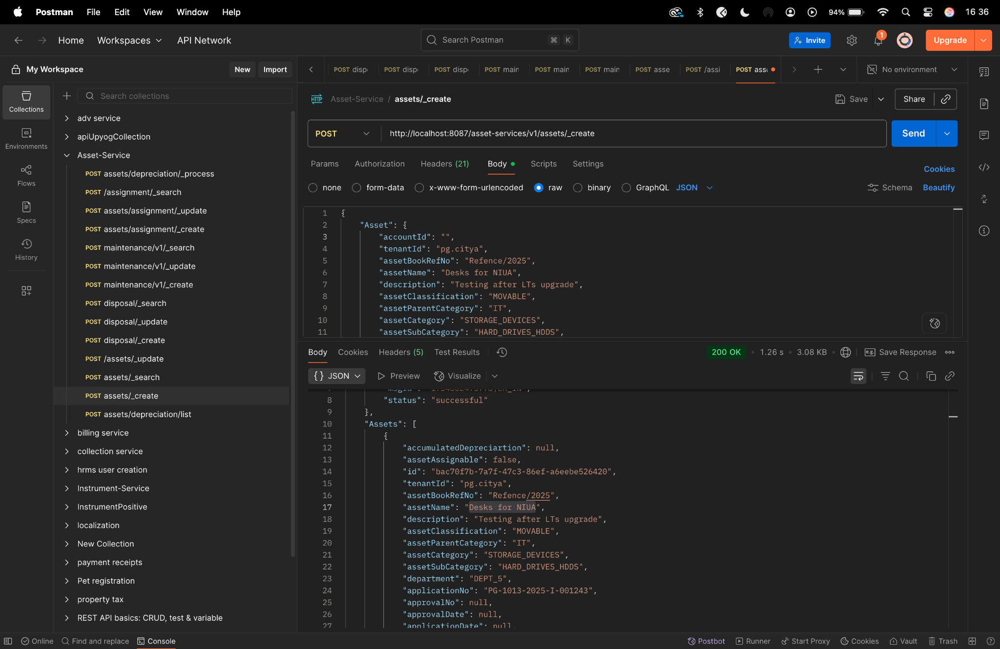 Postman File Edit View Window Help 94% 16 36
Home Workspaces API Network Search Postman ⌘ K Invite 1 Upgrade
My Workspace New Import
POST disp POST disp POST disp POST main POST main POST main POST asse POST /assi POST ass No environment
Collections
Environments
Flows
Specs
History
Search collections
adv service
apiUpyogCollection
Asset-Service
POST assets/depreciation/_process
POST /assignment/_search
POST assets/assignment/_update
POST assets/assignment/_create
POST maintenance/v1/_search
POST maintenance/v1/_update
POST maintenance/v1/_create
POST disposal/_search
POST disposal/_update
POST disposal/_create
POST /assets/_update
POST assets/_search
POST assets/_create
POST assets/depreciation/list
billing service
collection service
hrms user creation
Instrument-Service
InstrumentPositive
localization
New Collection
payment receipts
Pet registration
property tax
REST API basics: CRUD, test & variable
HTTP Asset-Service / assets/_create Save Share
POST http://localhost:8087/asset-services/v1/assets/_create Send
Params Authorization Headers (21) Body Scripts Settings Cookies
none form-data x-www-form-urlencoded raw binary GraphQL JSON Schema Beautify
1 {
2 "Asset": {
3 "accountId": "",
4 "tenantId": "pg.citya",
5 "assetBookRefNo": "Refence/2025",
6 "assetName": "Desks for NIUA",
7 "description": "Testing after LTs upgrade",
8 "assetClassification": "MOVABLE",
9 "assetParentCategory": "IT",
10 "assetCategory": "STORAGE_DEVICES",
11 "assetSubCategory": "HARD_DRIVES_HDDS",
Body Cookies Headers (5) Test Results 200 OK • 1.26 s • 3.08 KB • e.g. Save Response
{} JSON Preview Visualize
8 "status": "successful"
9 },
10 "Assets": [
11 {
12 "accumulatedDepreciartion": null,
13 "assetAssignable": false,
14 "id": "bac70f7b-7a7f-47c3-86ef-a6eebe526420",
15 "tenantId": "pg.citya",
16 "assetBookRefNo": "Refence/2025",
17 "assetName": "Desks for NIUA",
18 "description": "Testing after LTs upgrade",
19 "assetClassification": "MOVABLE",
20 "assetParentCategory": "IT",
21 "assetCategory": "STORAGE_DEVICES",
22 "assetSubCategory": "HARD_DRIVES_HDDS",
23 "department": "DEPT_5",
24 "applicationNo": "PG-1013-2025-I-001243",
25 "approvalNo": null,
26 "approvalDate": null,
27 "applicationDate": null,
Online Find and replace Console Postbot Runner Start Proxy Cookies Vault Trash